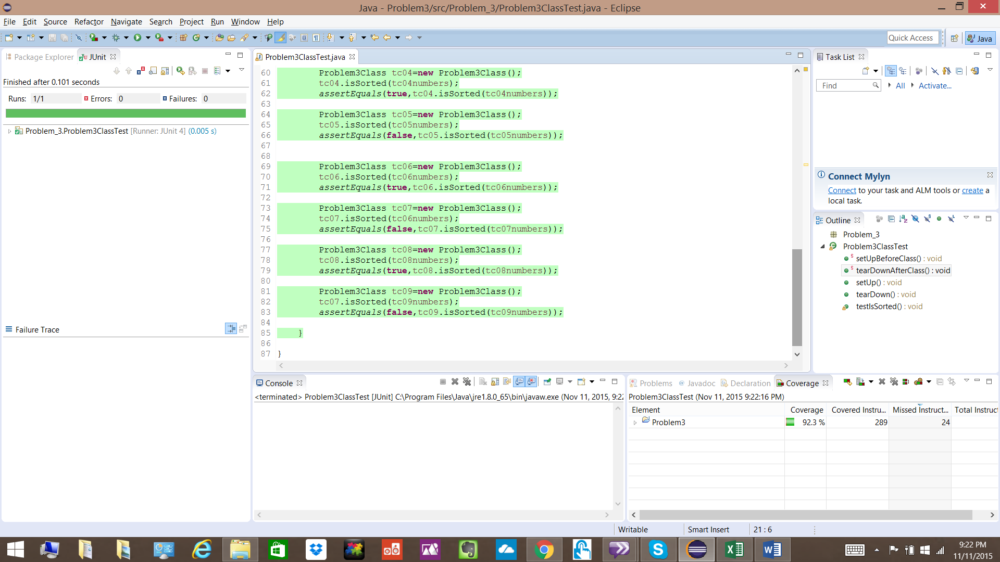 Java - Problem3/src/Problem_3/Problem3ClassTest.java - Eclipse
File Edit Source Refactor Navigate Search Project Run Window Help
Quick Access
Java
Package Explorer
JUnit
Finished after 0.101 seconds
Runs: 1/1 Errors: 0 Failures: 0
Problem_3.Problem3ClassTest [Runner: JUnit 4] (0.005 s)
Failure Trace
Problem3ClassTest.java
60 Problem3Class tc04=new Problem3Class();
61 tc04.isSorted(tc04numbers);
62 assertEquals(true,tc04.isSorted(tc04numbers));
63
64 Problem3Class tc05=new Problem3Class();
65 tc05.isSorted(tc05numbers);
66 assertEquals(false,tc05.isSorted(tc05numbers));
67
68
69 Problem3Class tc06=new Problem3Class();
70 tc06.isSorted(tc06numbers);
71 assertEquals(true,tc06.isSorted(tc06numbers));
72
73 Problem3Class tc07=new Problem3Class();
74 tc07.isSorted(tc06numbers);
75 assertEquals(false,tc07.isSorted(tc07numbers));
76
77 Problem3Class tc08=new Problem3Class();
78 tc08.isSorted(tc08numbers);
79 assertEquals(true,tc08.isSorted(tc08numbers));
80
81 Problem3Class tc09=new Problem3Class();
82 tc07.isSorted(tc09numbers);
83 assertEquals(false,tc09.isSorted(tc09numbers));
84
85 }
86
87 }
Task List
Find
All
Activate...
Connect Mylyn
Connect to your task and ALM tools or create a
local task.
Outline
Problem_3
Problem3ClassTest
setUpBeforeClass() : void
tearDownAfterClass() : void
setUp() : void
tearDown() : void
testIsSorted() : void
Console
<terminated> Problem3ClassTest [JUnit] C:\Program Files\Java\jre1.8.0_65\bin\javaw.exe (Nov 11, 2015, 9:22
Problems
Javadoc
Declaration
Coverage
Problem3ClassTest (Nov 11, 2015 9:22:16 PM)
Element Coverage Covered Instru... Missed Instruct... Total Instruct
Problem3 92.3 % 289 24
Writable
Smart Insert
21 : 6
9:22 PM
11/11/2015